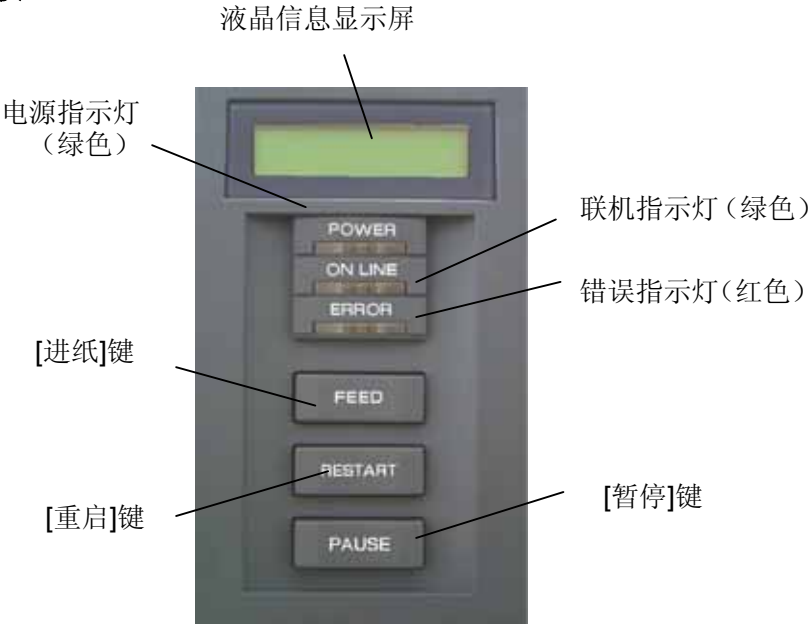 液晶信息显示屏
电源指示灯
（绿色）
POWER
联机指示灯（绿色）
ON LINE
错误指示灯(红色）
ERROR
[进纸]键
FEED
RESTART
[暂停]键
[重启]键
PAUSE